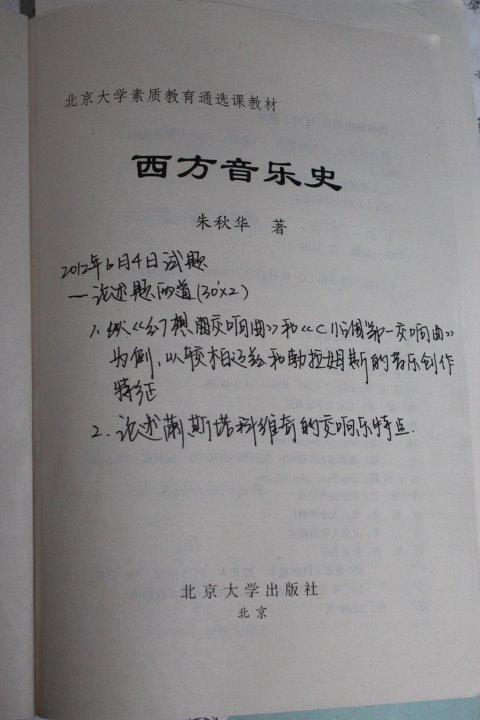 北京大学素质教育通选课教材
西方音乐史
朱秋华 著
2012年6月4日试题
一论述题两道(30'×2)
1. 以《幻想曲交响曲》和《C小调第一交响曲》
为例,比较柏辽兹和勃拉姆斯的音乐创作
特征
2. 论述肖斯塔科维奇的交响乐特点.
北京大学出版社
北京